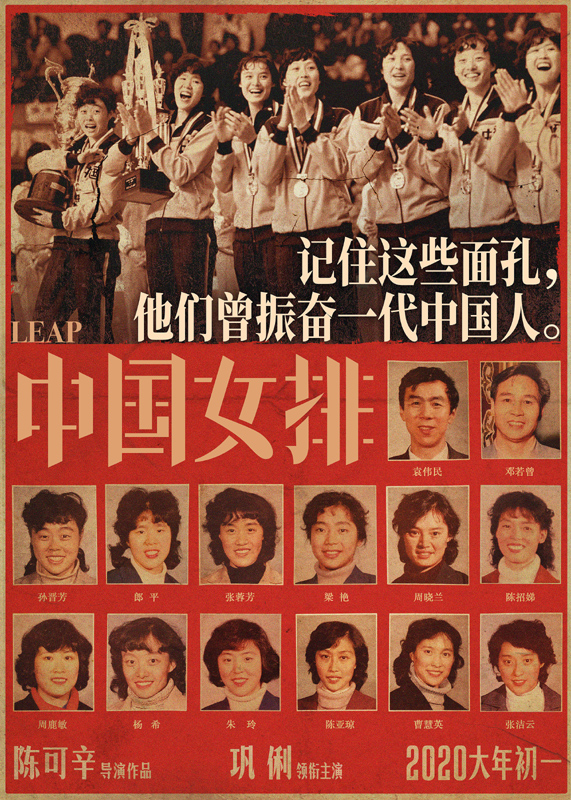 记住这些面孔，
他们曾振奋一代中国人。
LEAP
中国女排
袁伟民 邓若曾
孙晋芳 郎平 张蓉芳 梁艳 周晓兰 陈招娣
周鹿敏 杨希 朱玲 陈亚琼 曹慧英 张洁云
陈可辛导演作品 巩俐领衔主演 2020大年初一